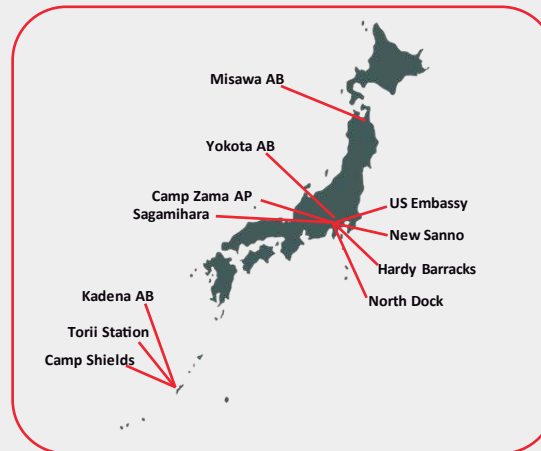 Misawa AB
Yokota AB
Camp Zama AP
US Embassy
Sagamihara
New Sanno
Hardy Barracks
Kadena AB
North Dock
Torii Station
Camp Shields